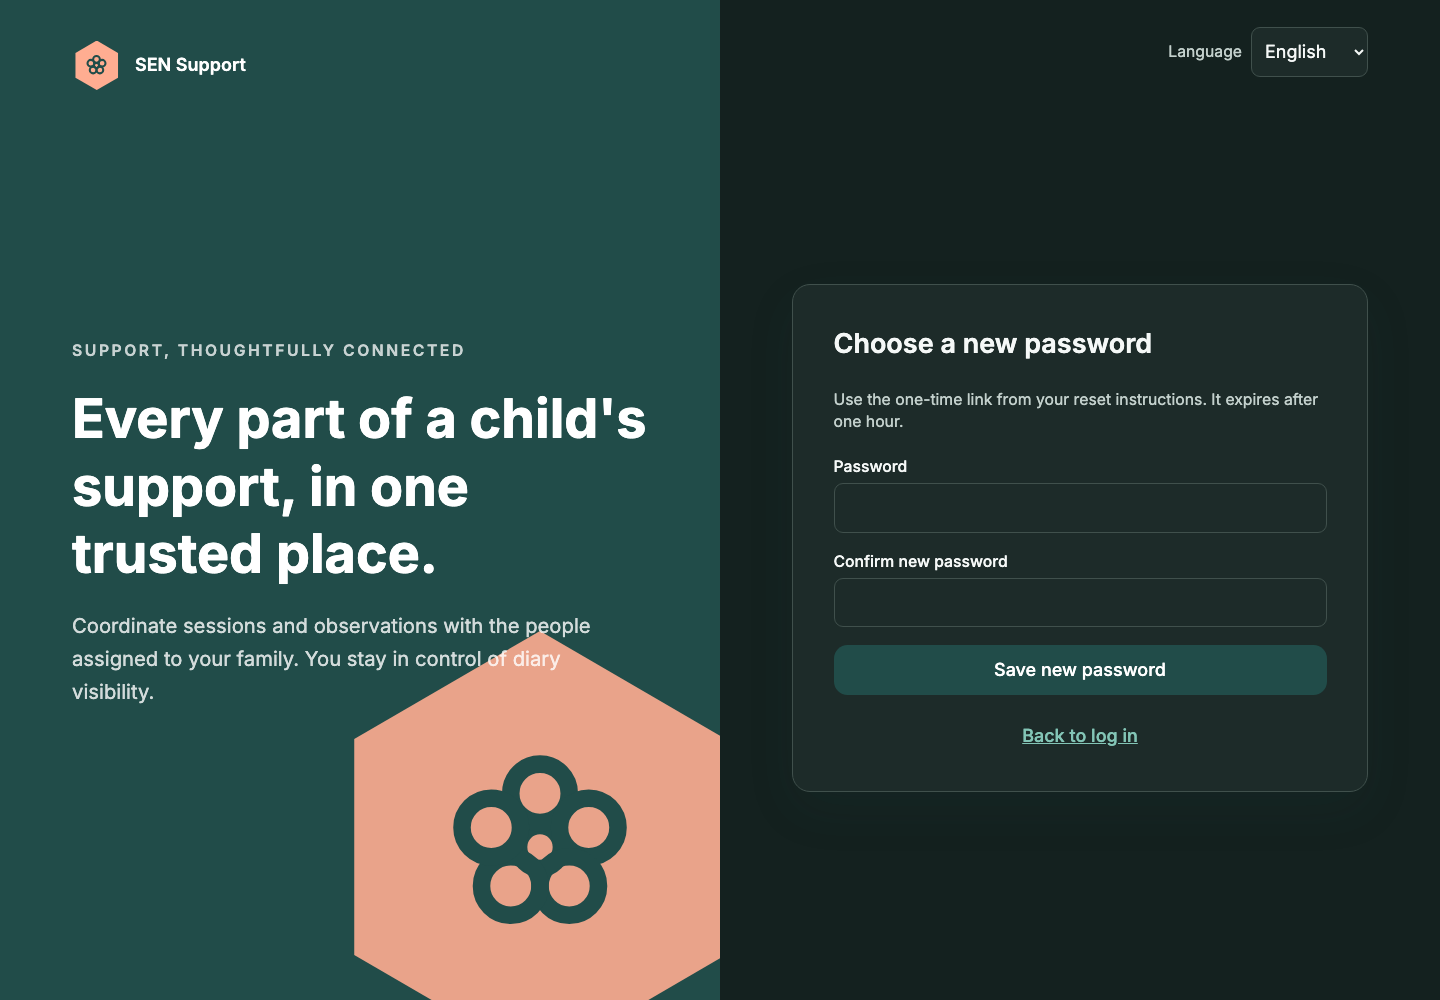 SEN Support
Language
English
SUPPORT, THOUGHTFULLY CONNECTED
Every part of a child's
support, in one
trusted place.
Coordinate sessions and observations with the people
assigned to your family. You stay in control of diary
visibility.
Choose a new password
Use the one-time link from your reset instructions. It expires after
one hour.
Password
Confirm new password
Save new password
Back to log in